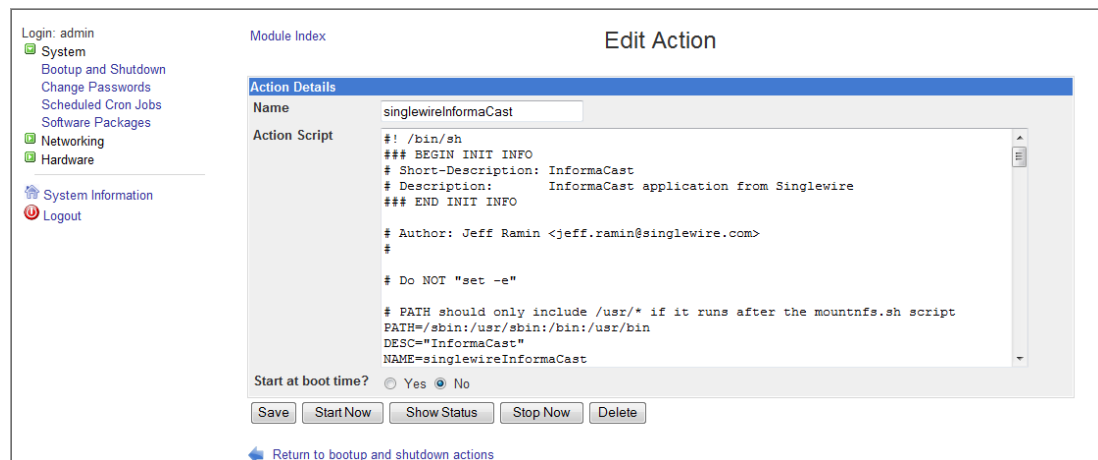 Login: admin
System
Bootup and Shutdown
Change Passwords
Scheduled Cron Jobs
Software Packages
Networking
Hardware
System Information
Logout
Module Index
Edit Action
Action Details
Name
singlewireInformaCast
Action Script
#! /bin/sh
### BEGIN INIT INFO
# Short-Description: InformaCast
# Description:       InformaCast application from Singlewire
### END INIT INFO
# Author: Jeff Ramin <jeff.ramin@singlewire.com>
#
# Do NOT "set -e"
# PATH should only include /usr/* if it runs after the mountnfs.sh script
PATH=/sbin:/usr/sbin:/bin:/usr/bin
DESC="InformaCast"
NAME=singlewireInformaCast
Start at boot time? Yes No
Save Start Now Show Status Stop Now Delete
Return to bootup and shutdown actions